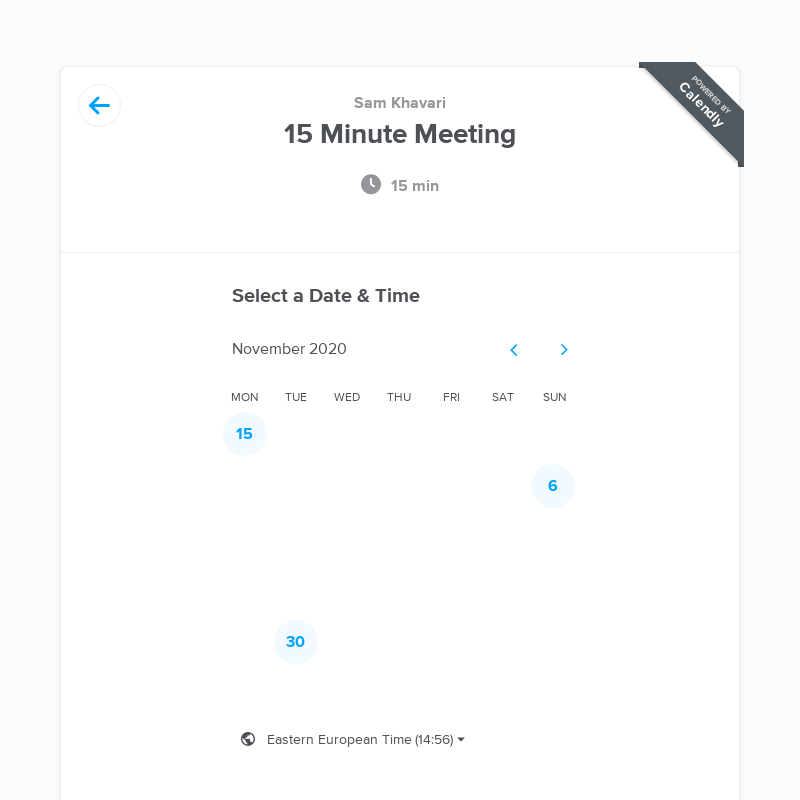 POWERED BY
Calendly
Sam Khavari
15 Minute Meeting
15 min
Select a Date & Time
November 2020
MON TUE WED THU FRI SAT SUN
15
6
30
Eastern European Time (14:56)